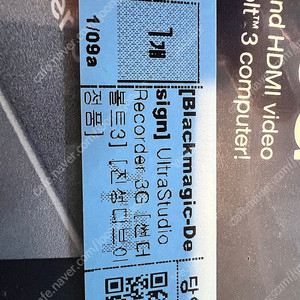 nd HDMI video
olt™ 3 computer!
1개
1/09a
[Blackmagic-De
sign] UltraStudio
Recorder 3G [썬더
볼트3]
정품]